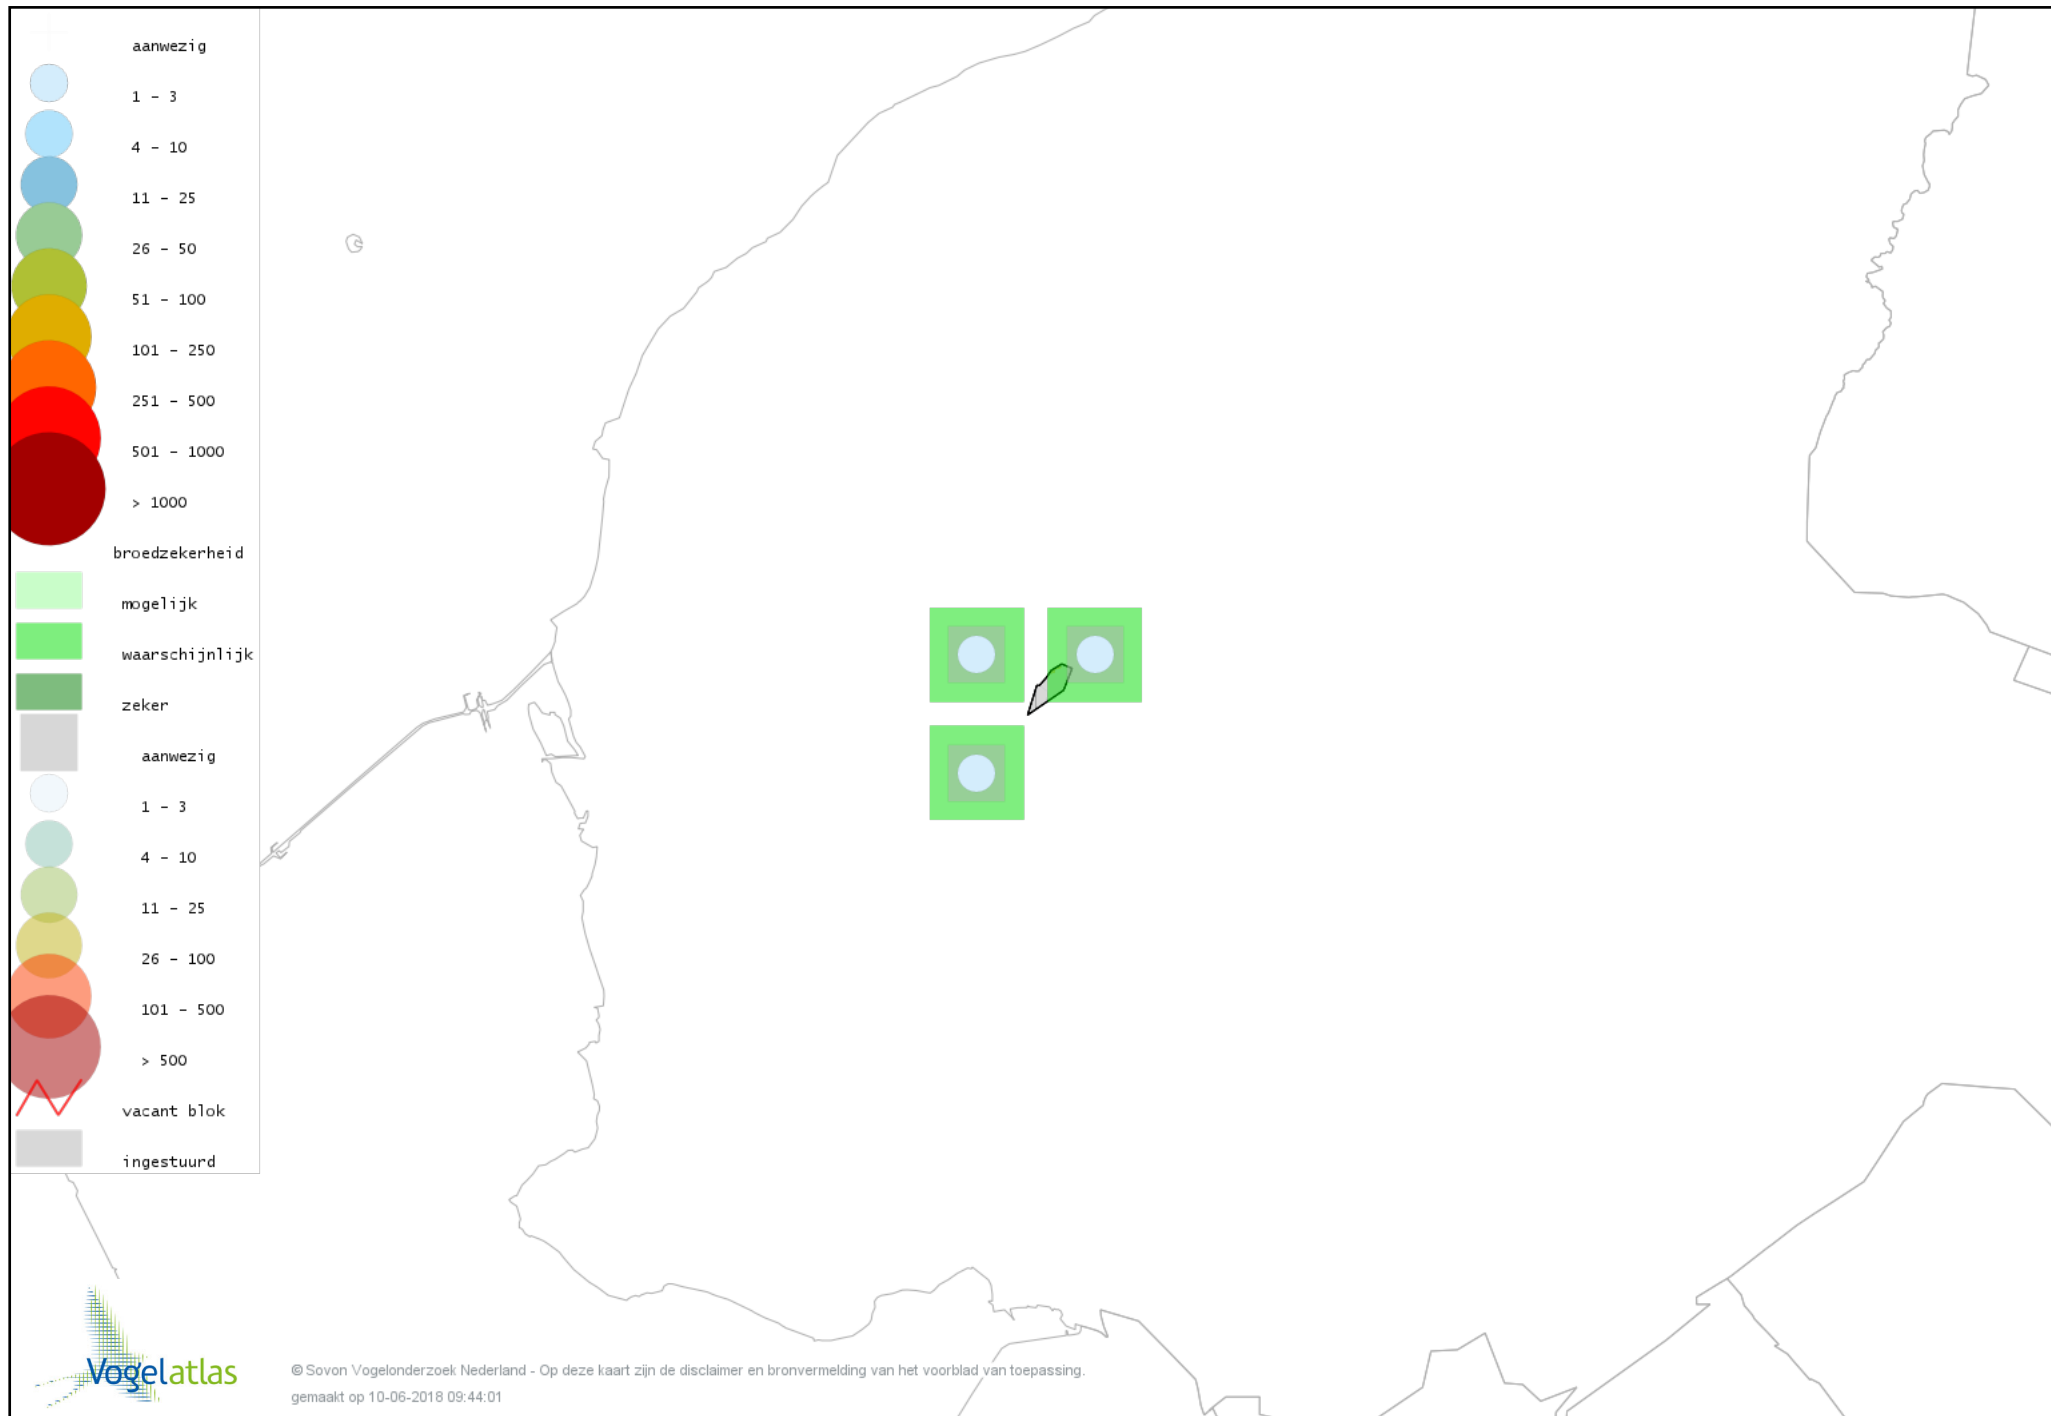 aanwezig
1 - 3
4 - 10
11 - 25
26 - 50
51 - 100
101 - 250
251 - 500
501 - 1000
> 1000
broedzekerheid
mogelijk
waarschijnlijk
zeker
aanwezig
1 - 3
4 - 10
11 - 25
26 - 100
101 - 500
> 500
vacant blok
ingestuurd
Vogelatlas
© Sovon Vogelonderzoek Nederland - Op deze kaart zijn de disclaimer en bronvermelding van het voorblad van toepassing.
gemaakt op 10-06-2018 09:44:01